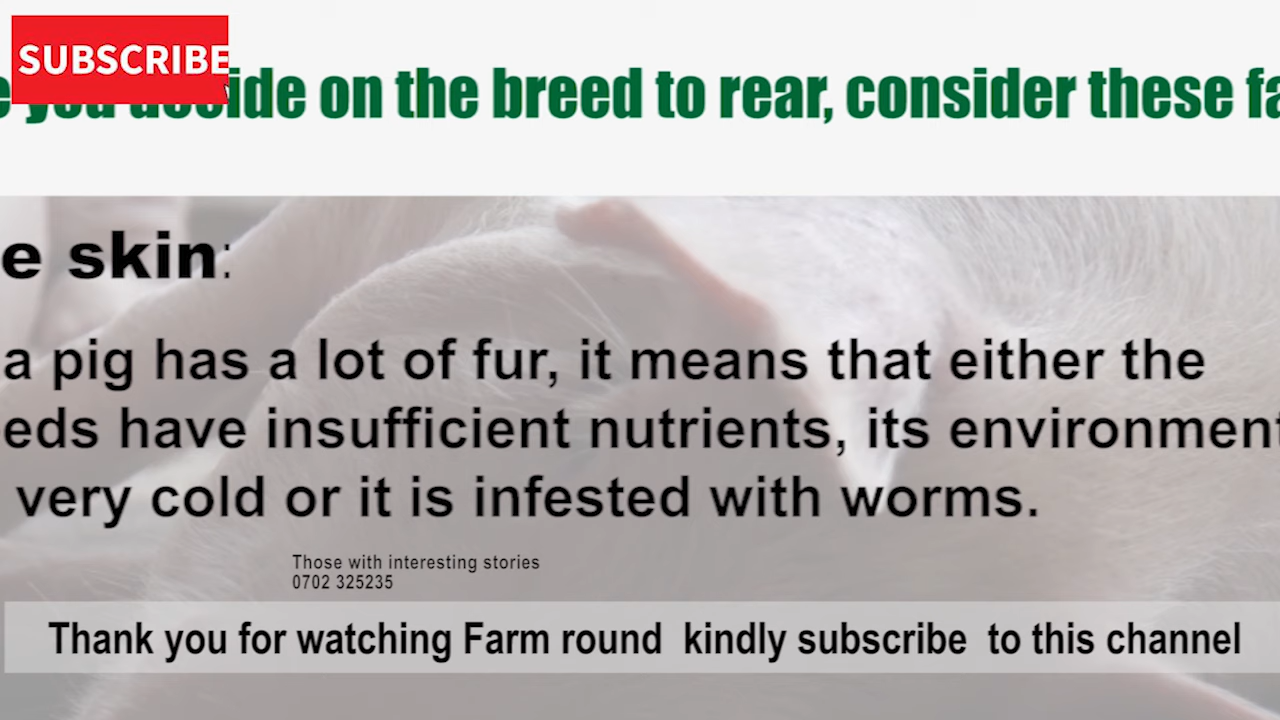 SUBSCRIBE
ide on the breed to rear, consider these fa
e skin:
a pig has a lot of fur, it means that either the
eds have insufficient nutrients, its environment
very cold or it is infested with worms.
Those with interesting stories
0702 325235
Thank you for watching Farm round kindly subscribe to this channel